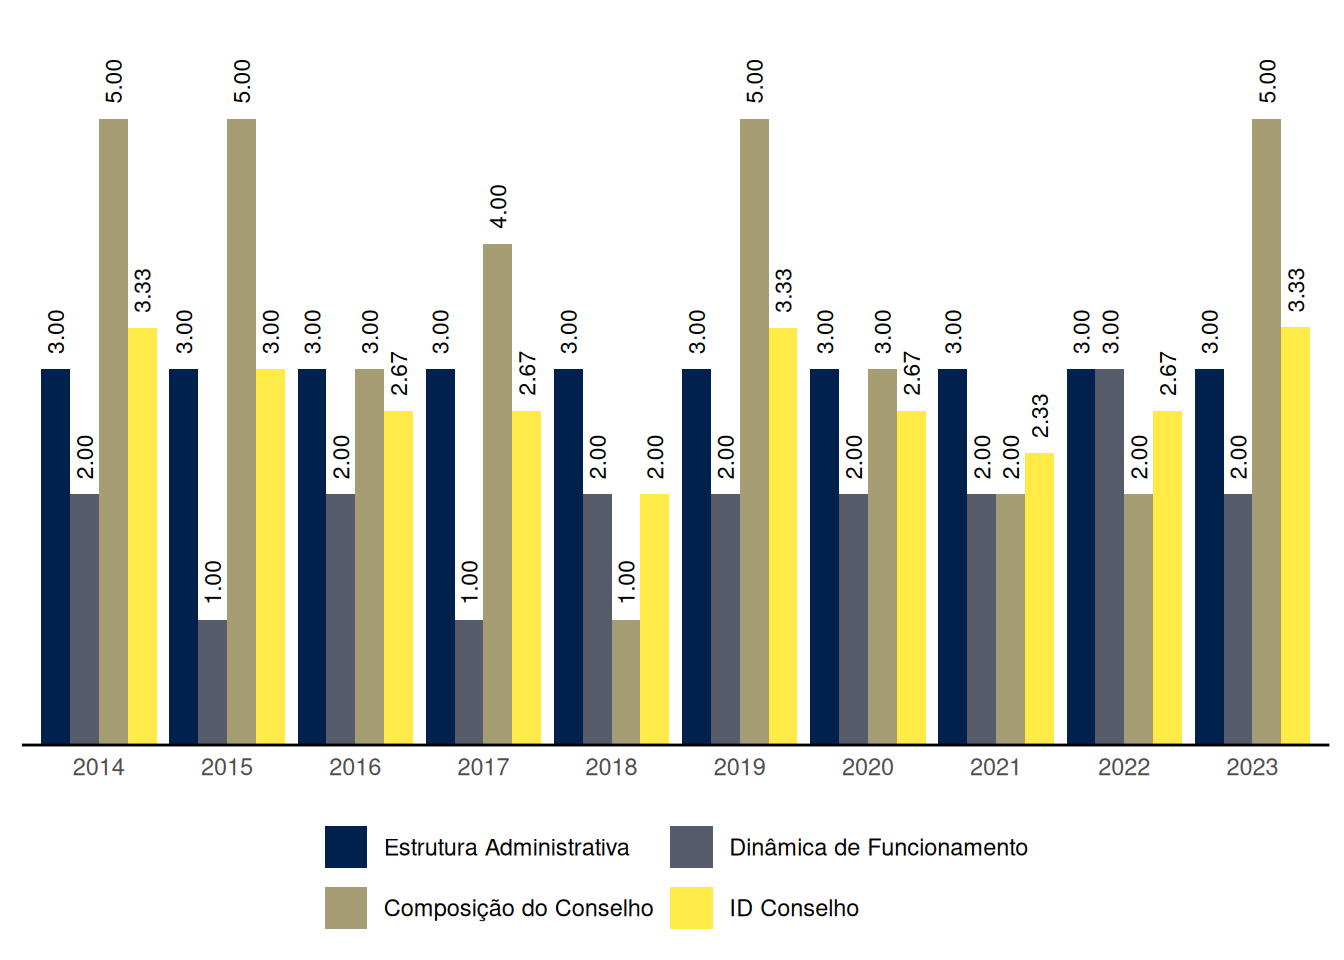 5.00 5.00 5.00 5.00
4.00
3.33 3.33 3.33
3.00 3.00 3.00 3.00 3.00 3.00 3.00 3.00 3.00 3.00 3.00 3.00 3.00 3.00
2.67 2.67 2.67 2.67
2.33
2.00 2.00 2.00 2.00 2.00 2.00 2.00 2.00 2.00 2.00
1.00 1.00 1.00
2014 2015 2016 2017 2018 2019 2020 2021 2022 2023
Estrutura Administrativa Dinâmica de Funcionamento
Composição do Conselho ID Conselho